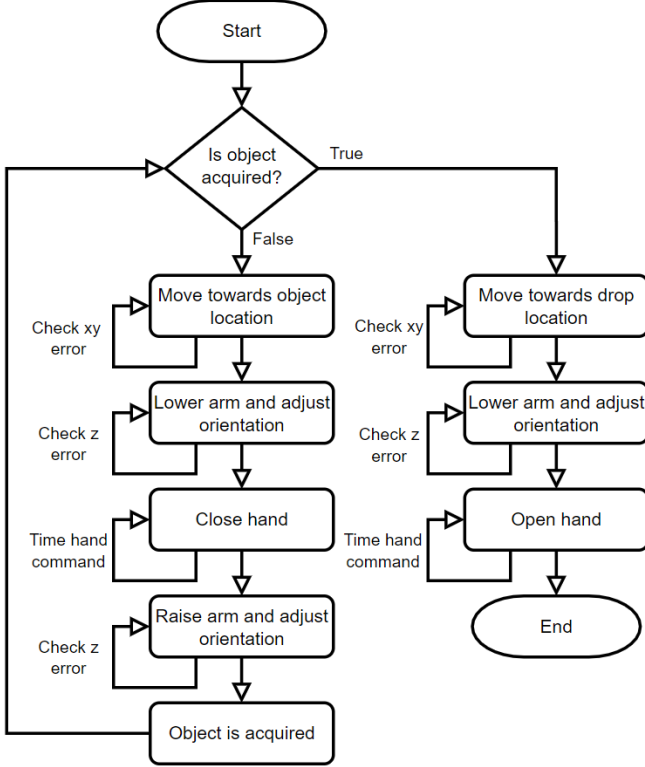 Start
Is object
acquired?
True
False
Move towards object
location
Check xy
error
Lower arm and adjust
orientation
Check z
error
Close hand
Time hand
command
Raise arm and adjust
orientation
Check z
error
Object is acquired
Move towards drop
location
Check xy
error
Lower arm and adjust
orientation
Check z
error
Open hand
Time hand
command
End